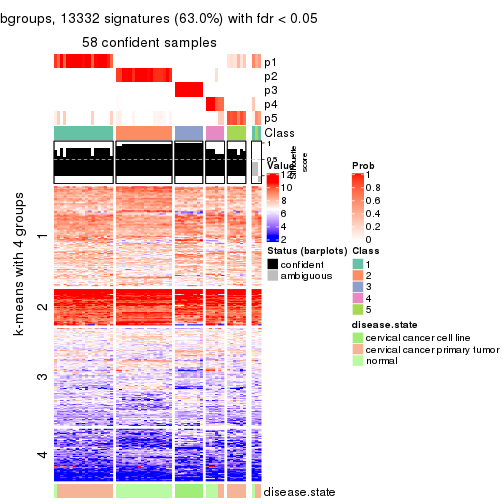 bgroups, 13332 signatures (63.0%) with fdr < 0.05
58 confident samples
p1
p2
p3
p4
p5
Class
1
0.5
Silhouette
score
k-means with 4 groups
1
2
3
4
disease.state
Value
12
10
8
6
4
2
Status (barplots)
confident
ambiguous
Prob
1
0.8
0.6
0.4
0.2
0
Class
1
2
3
4
5
disease.state
cervical cancer cell line
cervical cancer primary tumor
normal